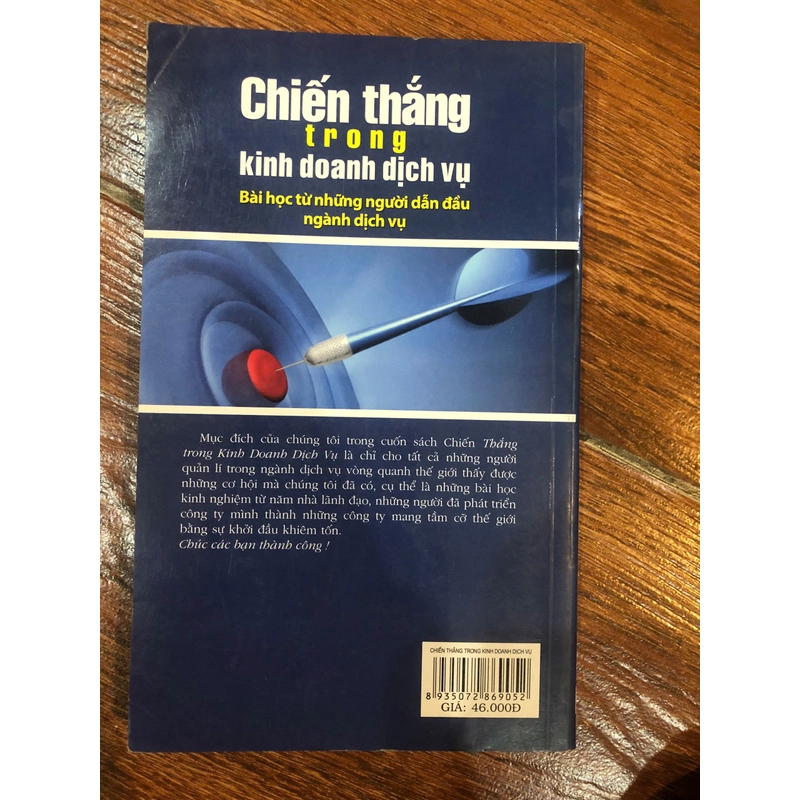 Chiến thắng
trong
kinh doanh dịch vụ
Bài học từ những người dẫn đầu
ngành dịch vụ
Mục đích của chúng tôi trong cuốn sách Chiến Thắng
trong Kinh Doanh Dịch Vụ là chỉ cho tất cả những người
quản lí trong ngành dịch vụ vòng quanh thế giới thấy được
những cơ hội mà chúng tôi đã có, cụ thể là những bài học
kinh nghiệm từ năm nhà lãnh đạo, những người đã phát triển
công ty mình thành những công ty mang tầm cỡ thế giới
bằng sự khởi đầu khiêm tốn.
Chúc các bạn thành công !
CHIẾN THẮNG TRONG KINH DOANH DỊCH VỤ
8 935072 869052
GIÁ: 46.000Đ